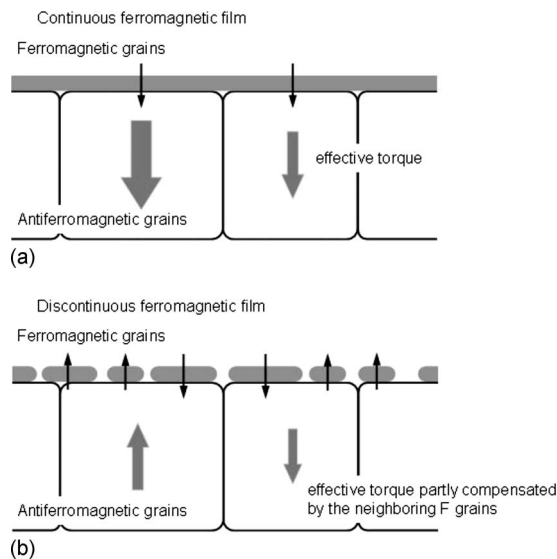 Continuous ferromagnetic film
Ferromagnetic grains
effective torque
Antiferromagnetic grains
(a)
Discontinuous ferromagnetic film
Ferromagnetic grains
Antiferromagnetic grains
effective torque partly compensated
by the neighboring F grains
(b)